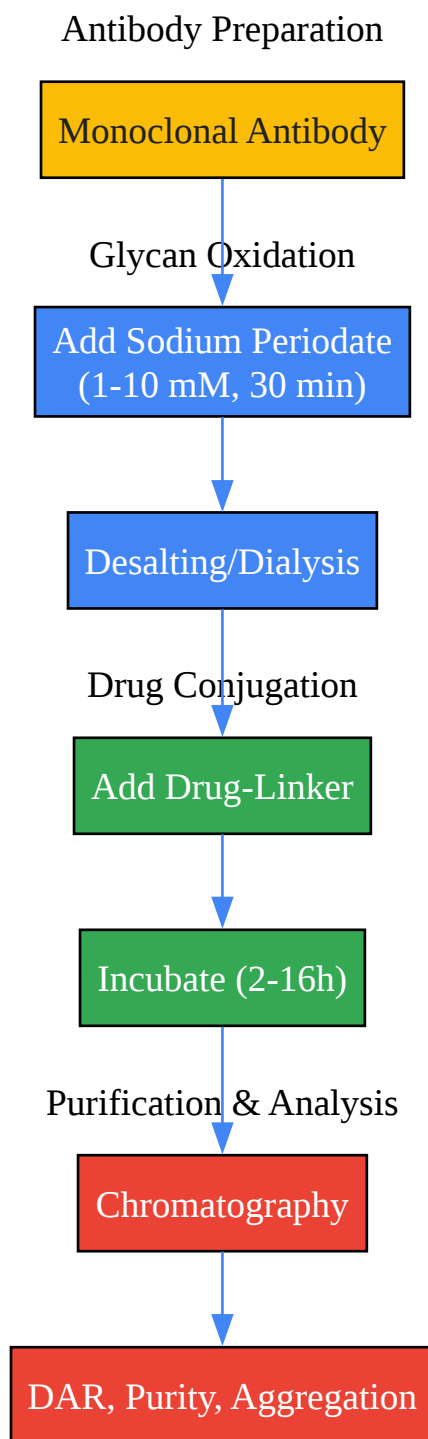 Antibody Preparation
Monoclonal Antibody
Glycan Oxidation
Add Sodium Periodate
(1-10 mM, 30 min)
Desalting/Dialysis
Drug Conjugation
Add Drug-Linker
Incubate (2-16h)
Purification & Analysis
Chromatography
DAR, Purity, Aggregation